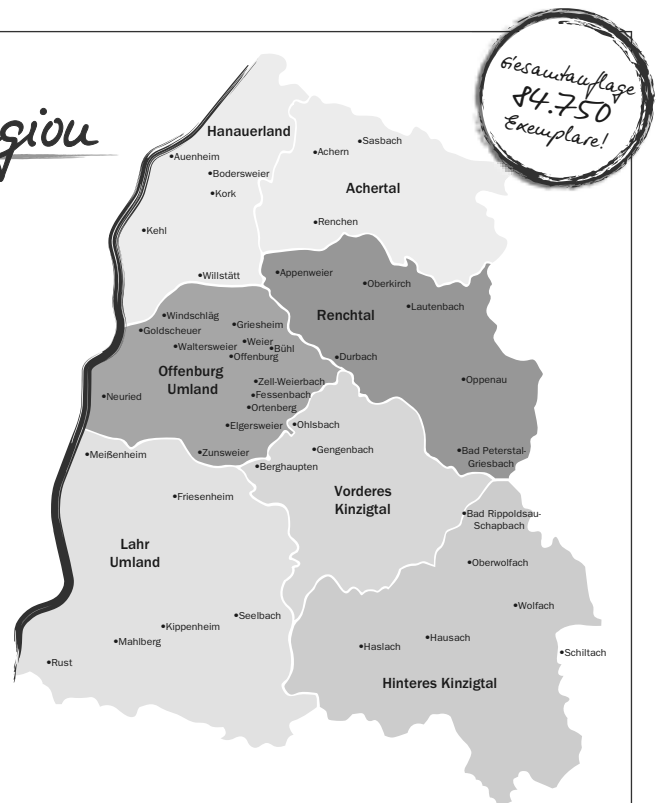 Gesamtauflage
84.750
Exemplare!
Hanauerland
•Auenheim
•Bodersweier
•Kork
•Kehl
•Willstätt
•Sasbach
•Achern
Achertal
•Renchen
•Appenweier
•Oberkirch
•Lautenbach
Renchtal
•Durbach
•Oppenau
•Bad Peterstal-
Griesbach
•Windschläg
•Goldscheuer
•Griesheim
•Weier
•Waltersweier
•Bühl
•Offenburg
Offenburg
Umland
•Zell-Weierbach
•Fessenbach
•Neuried
•Ortenberg
•Elgersweier
•Zunsweier
•Ohlsbach
•Gengenbach
•Berghaupten
Vorderes
Kinzigtal
•Meißenheim
•Friesenheim
Lahr
Umland
•Seelbach
•Kippenheim
•Mahlberg
•Rust
•Bad Rippoldsau-
Schapbach
•Oberwolfach
•Wolfach
•Hausach
•Haslach
•Schiltach
Hinteres Kinzigtal